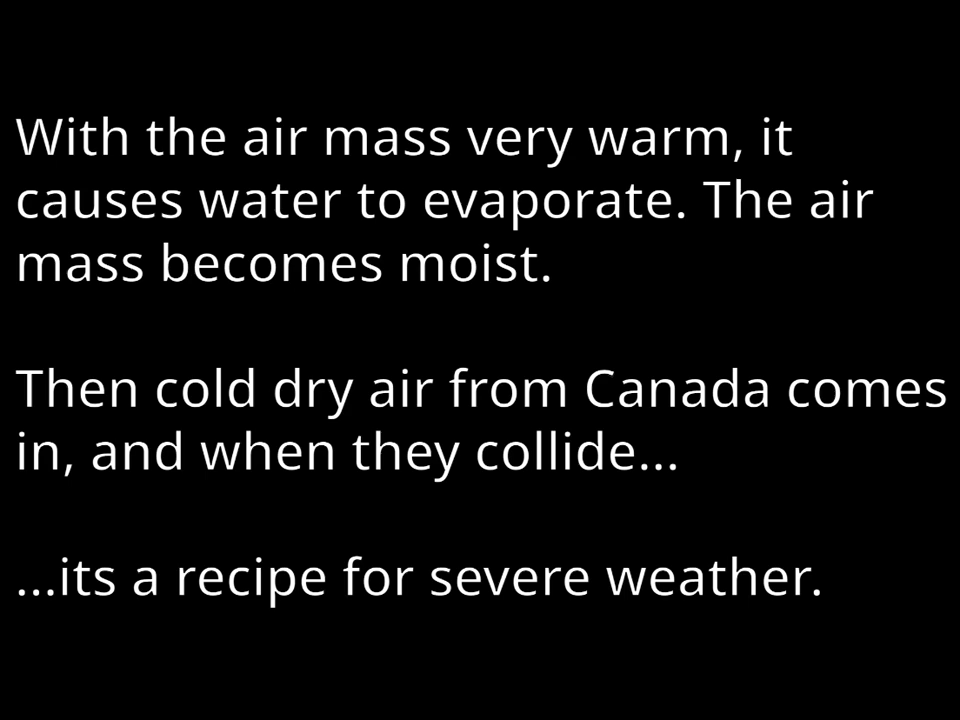 With the air mass very warm, it
causes water to evaporate. The air
mass becomes moist.
Then cold dry air from Canada comes
in, and when they collide...
...its a recipe for severe weather.